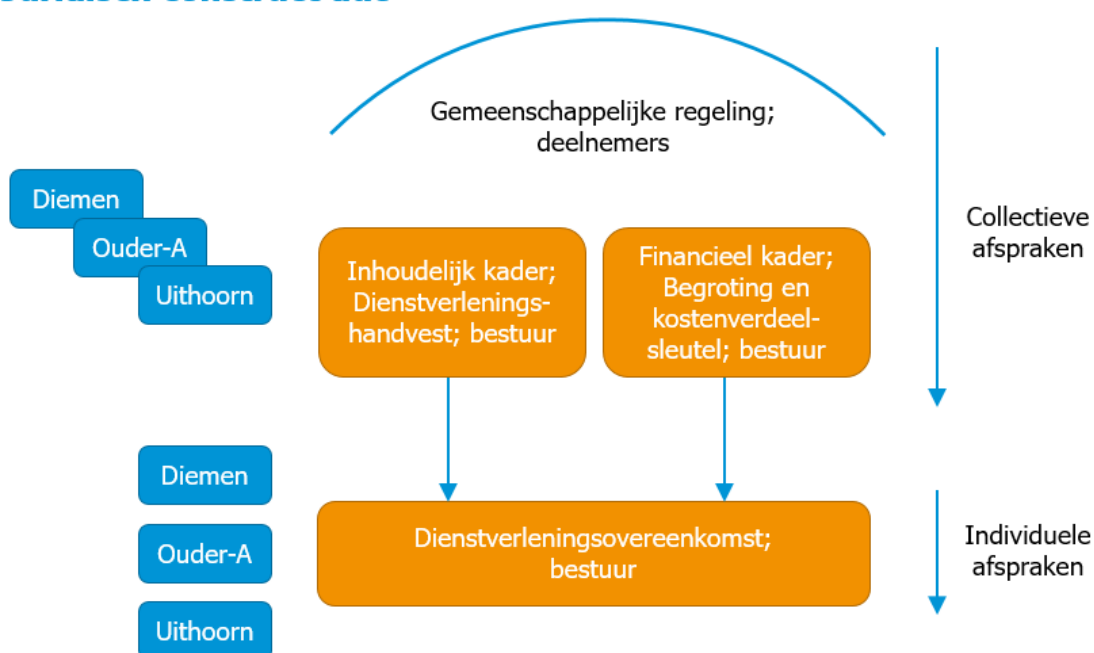 Gemeenschappelijke regeling;
deelnemers
Diemen
Ouder-A
Uithoorn
Inhoudelijk kader;
Dienstverlenings-
handvest; bestuur
Financieel kader;
Begroting en
kostenverdeel-
sleutel; bestuur
Collectieve
afspraken
Diemen
Ouder-A
Uithoorn
Dienstverleningsovereenkomst;
bestuur
Individuele
afspraken